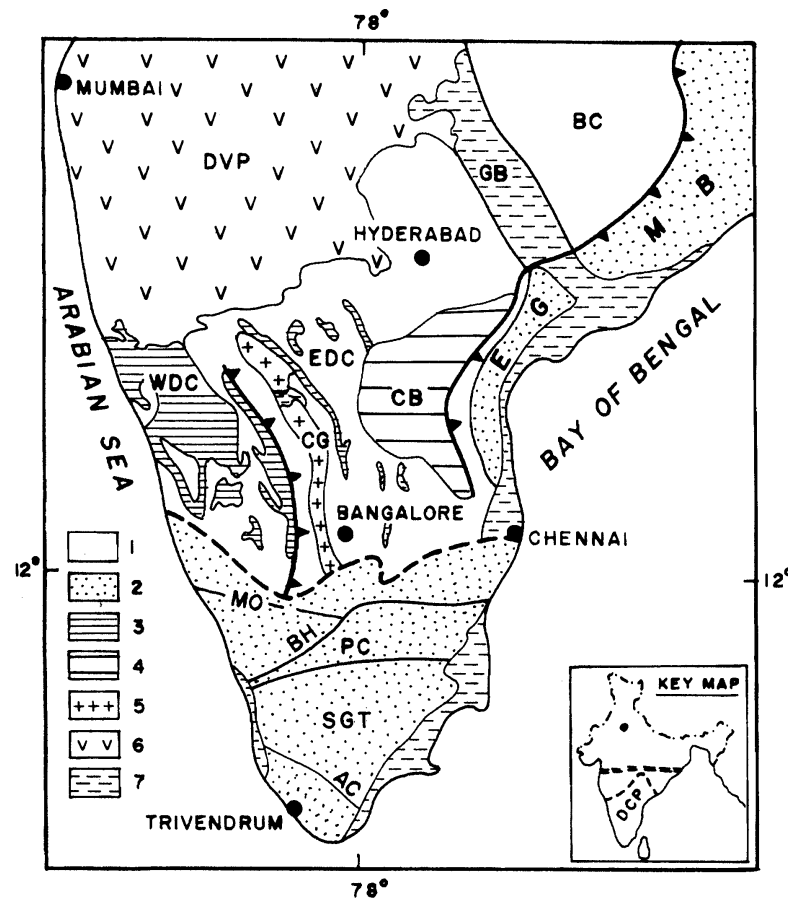 78°
MUMBAI
BC
DVP
GB
M B
HYDERABAD
ARABIAN SEA
E G
EDC
WDC
CB
CG
BAY OF BENGAL
BANGALORE
CHENNAI
1
12°
12°
2
MO
3
BH
PC
4
KEY MAP
5
SGT
6
AC
DCP
7
TRIVENDRUM
78°